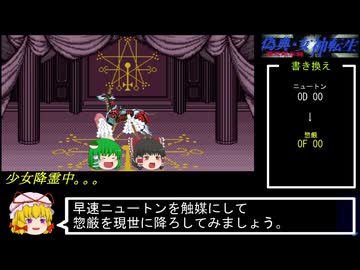 偽典・女神転生
書き換え
ニュートン
0D 00
↓
惣厳
0F 00
少女降霊中。。。
早速ニュートンを触媒にして
惣厳を現世に降ろしてみましょう。